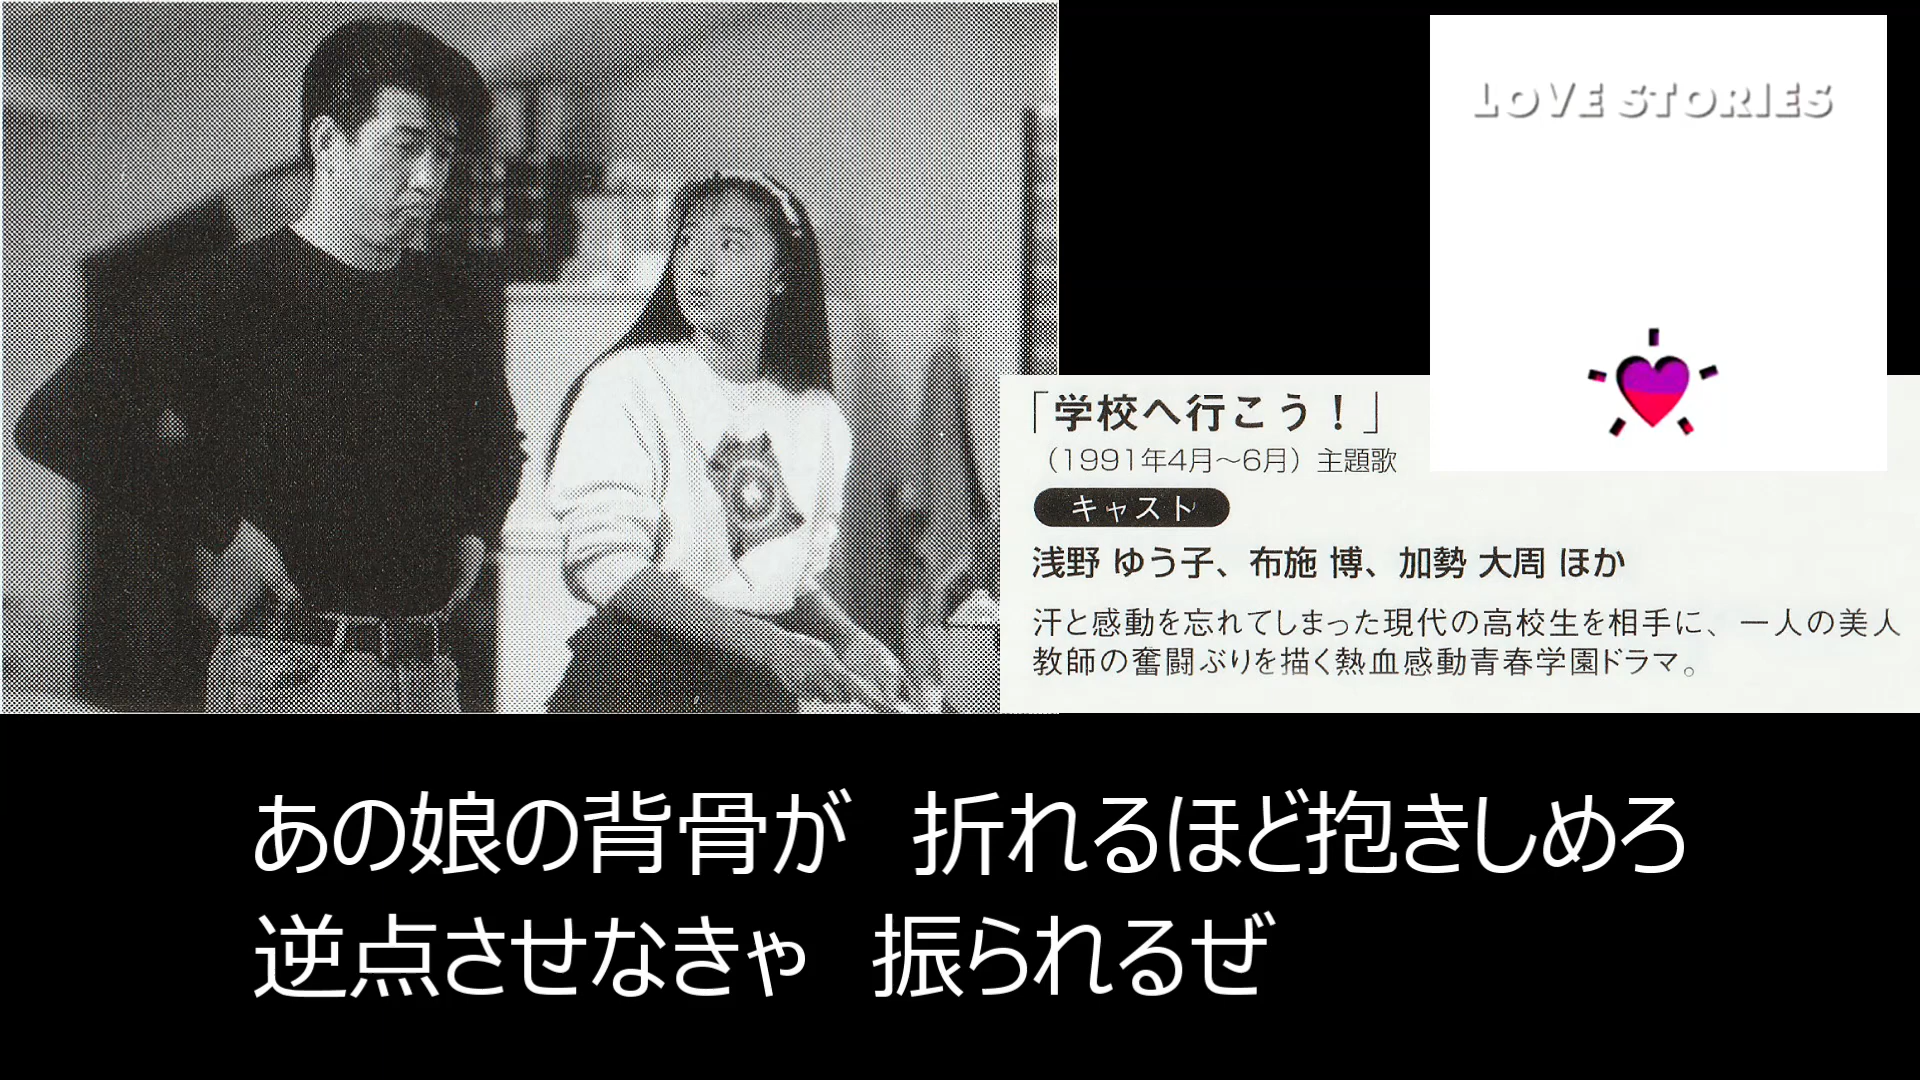 LOVE STORIES
「学校へ行こう！」
（1991年4月～6月）主題歌
キャスト
浅野 ゆう子、布施 博、加勢 大周 ほか
汗と感動を忘れてしまった現代の高校生を相手に、一人の美人
教師の奮闘ぶりを描く熱血感動青春学園ドラマ。
あの娘の背骨が　折れるほど抱きしめろ
逆点させなきゃ　振られるぜ